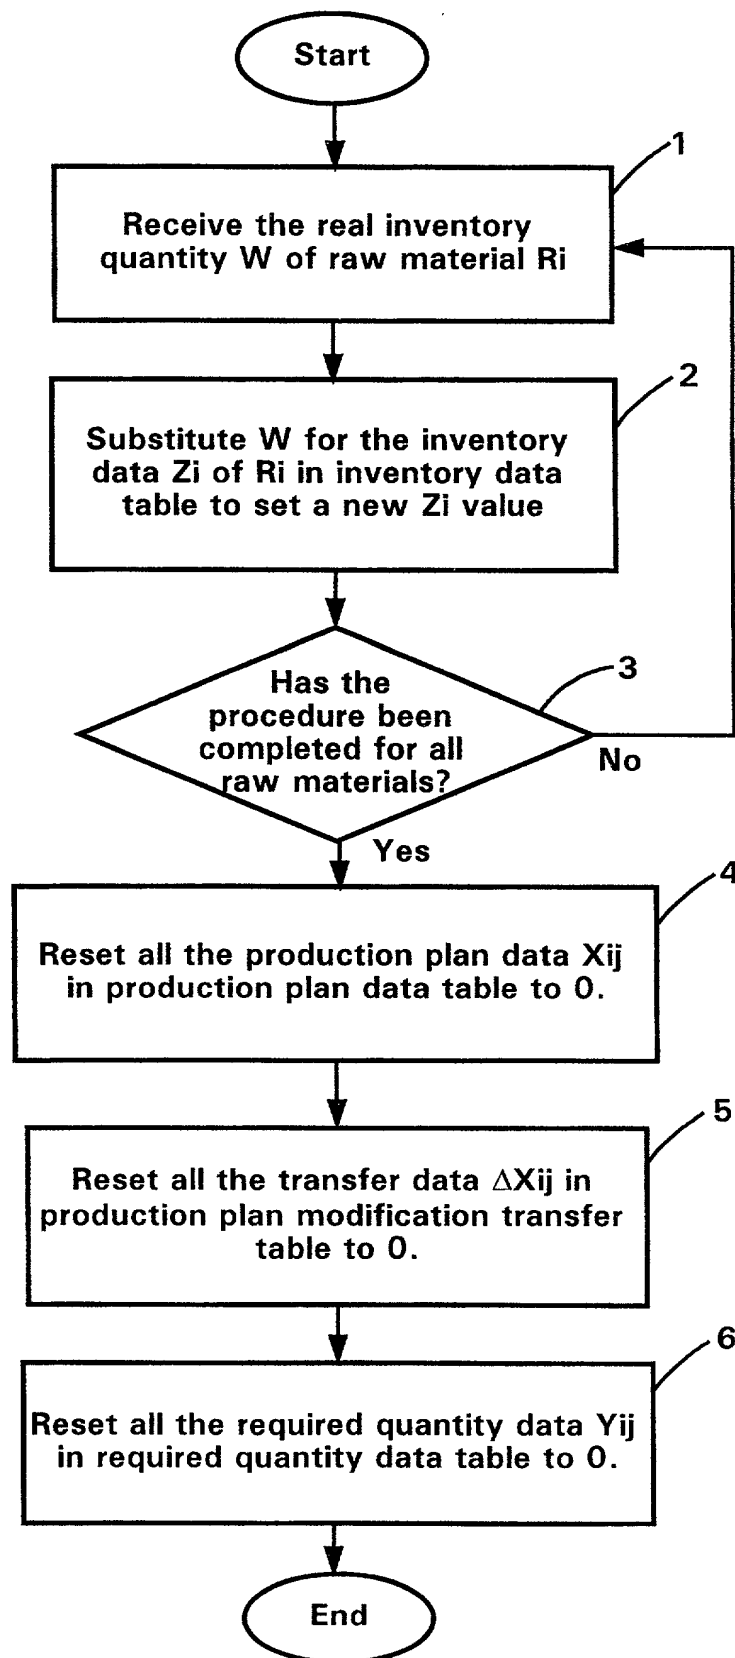 Start
1
Receive the real inventory
quantity W of raw material Ri
2
Substitute W for the inventory
data Zi of Ri in inventory data
table to set a new Zi value
3
Has the
procedure been
completed for all
raw materials?
No
Yes
4
Reset all the production plan data Xij
in production plan data table to 0.
5
Reset all the transfer data ΔXij in
production plan modification transfer
table to 0.
6
Reset all the required quantity data Yij
in required quantity data table to 0.
End